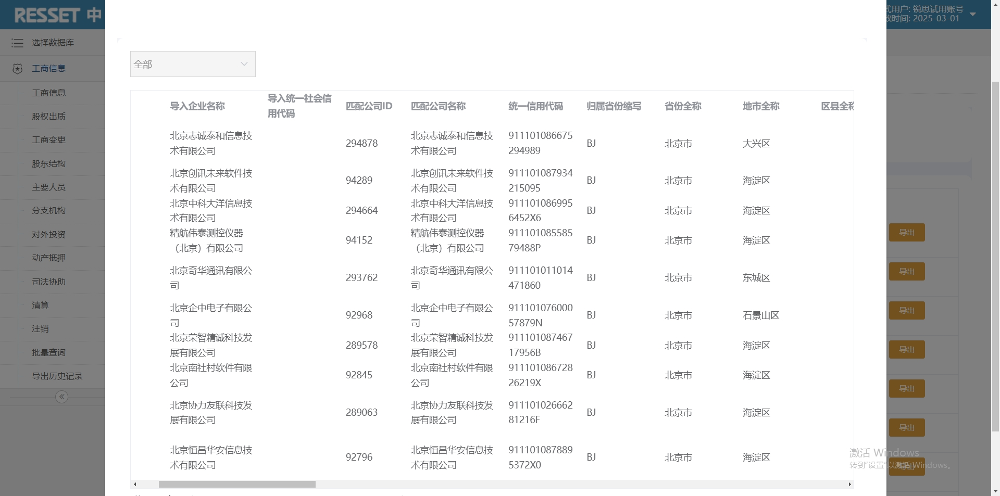 RESSET 中
式用户: 锐思试用账号
效时间: 2025-03-01
选择数据库
工商信息
工商信息
股权出质
工商变更
股东结构
主要人员
分支机构
对外投资
动产抵押
司法协助
清算
注销
批量查询
导出历史记录
全部
导入企业名称 导入统一社会信 匹配公司ID 匹配公司名称 统一信用代码 归属省份缩写 省份全称 地市全称 区县全称
用代码
北京志诚泰和信息技 294878 北京志诚泰和信息技 911101086675 BJ 北京市 大兴区
术有限公司 术有限公司 294989
北京创讯未来软件技 94289 北京创讯未来软件技 911101087934 BJ 北京市 海淀区
术有限公司 术有限公司 215095
北京中科大洋信息技 294664 北京中科大洋信息技 911101086995 BJ 北京市 海淀区
术有限公司 术有限公司 6452X6
精航伟泰测控仪器 94152 精航伟泰测控仪器 911101085585 BJ 北京市 海淀区
（北京）有限公司 （北京）有限公司 79488P
北京奇华通讯有限公 293762 北京奇华通讯有限公 911101011014 BJ 北京市 东城区
司 司 471860
北京企中电子有限公 92968 北京企中电子有限公 911101076000 BJ 北京市 石景山区
司 司 57879N
北京荣智精诚科技发 289578 北京荣智精诚科技发 911101087467 BJ 北京市 海淀区
展有限公司 展有限公司 17956B
北京南社村软件有限 92845 北京南社村软件有限 911101086728 BJ 北京市 海淀区
公司 公司 26219X
北京协力友联科技发 289063 北京协力友联科技发 911101026662 BJ 北京市 海淀区
展有限公司 展有限公司 81216F
北京恒昌华安信息技 92796 北京恒昌华安信息技 911101087889 BJ 北京市 海淀区
术有限公司 术有限公司 5372X0
导出
导出
导出
导出
导出
导出
导出
激活 Windows
转到"设置"以激活 Windows。